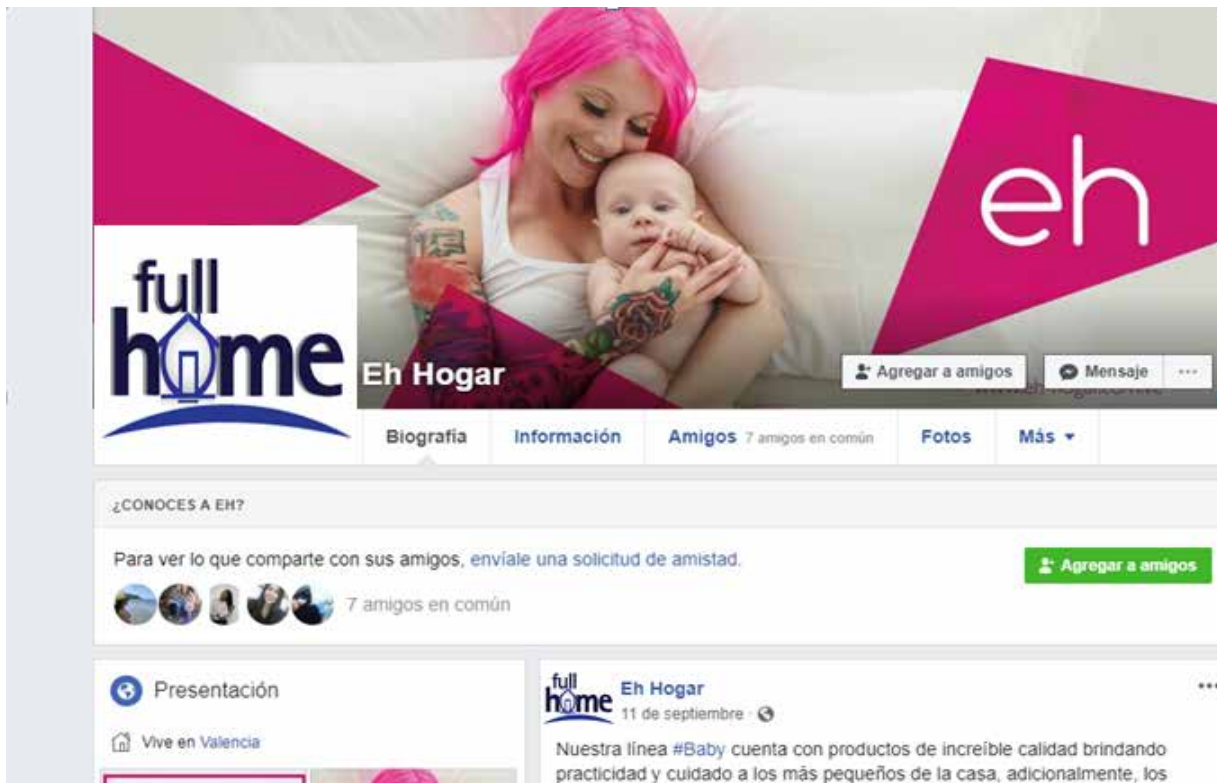 eh
full
home
Eh Hogar
Agregar a amigos
Mensaje
Biografía
Información
Amigos 7 amigos en común
Fotos
Más
¿CONOCES A EH?
Para ver lo que comparte con sus amigos, envíale una solicitud de amistad.
Agregar a amigos
7 amigos en común
Presentación
Vive en Valencia
full
home
Eh Hogar
11 de septiembre ·
Nuestra línea #Baby cuenta con productos de increíble calidad brindando
practicidad y cuidado a los más pequeños de la casa, adicionalmente, los